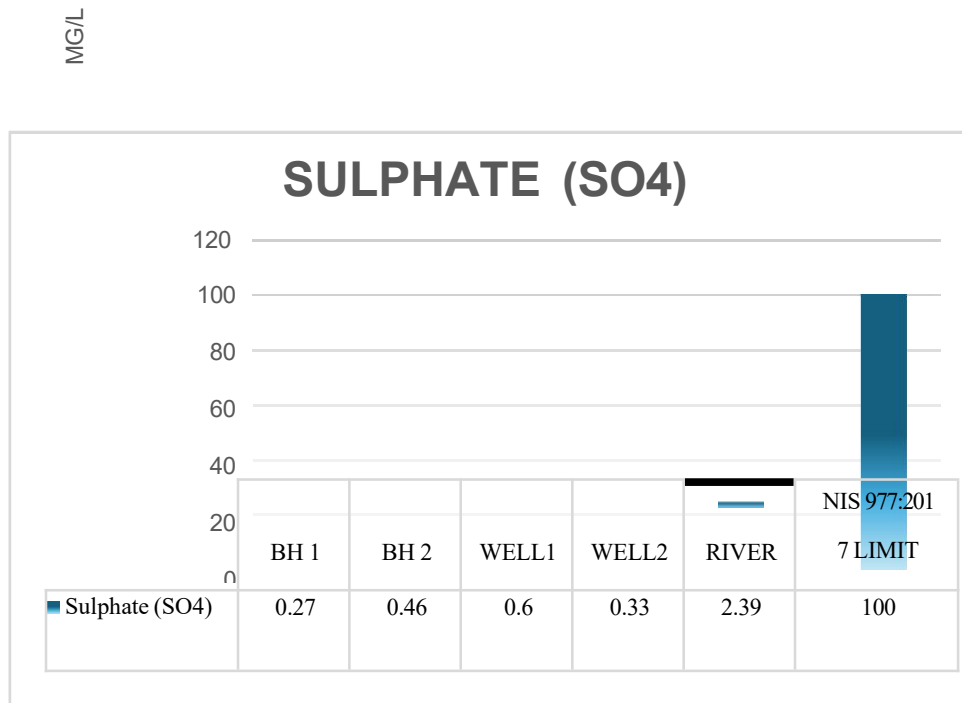 MG/L
SULPHATE (SO4)
120
100
80
60
40
20
0
BH 1 BH 2 WELL1 WELL2 RIVER NIS 977:201
7 LIMIT
Sulphate (SO4) 0.27 0.46 0.6 0.33 2.39 100